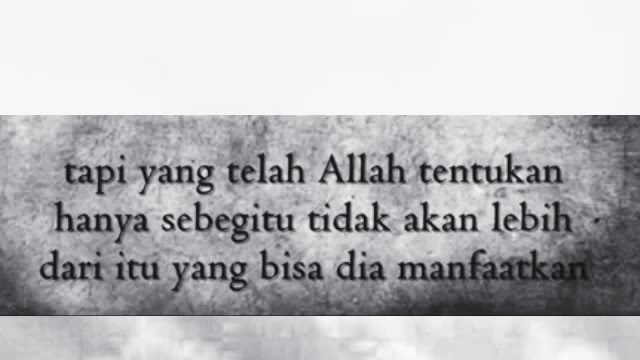 tapi yang telah Allah tentukan
hanya sebegitu tidak akan lebih
dari itu yang bisa dia manfaatkan